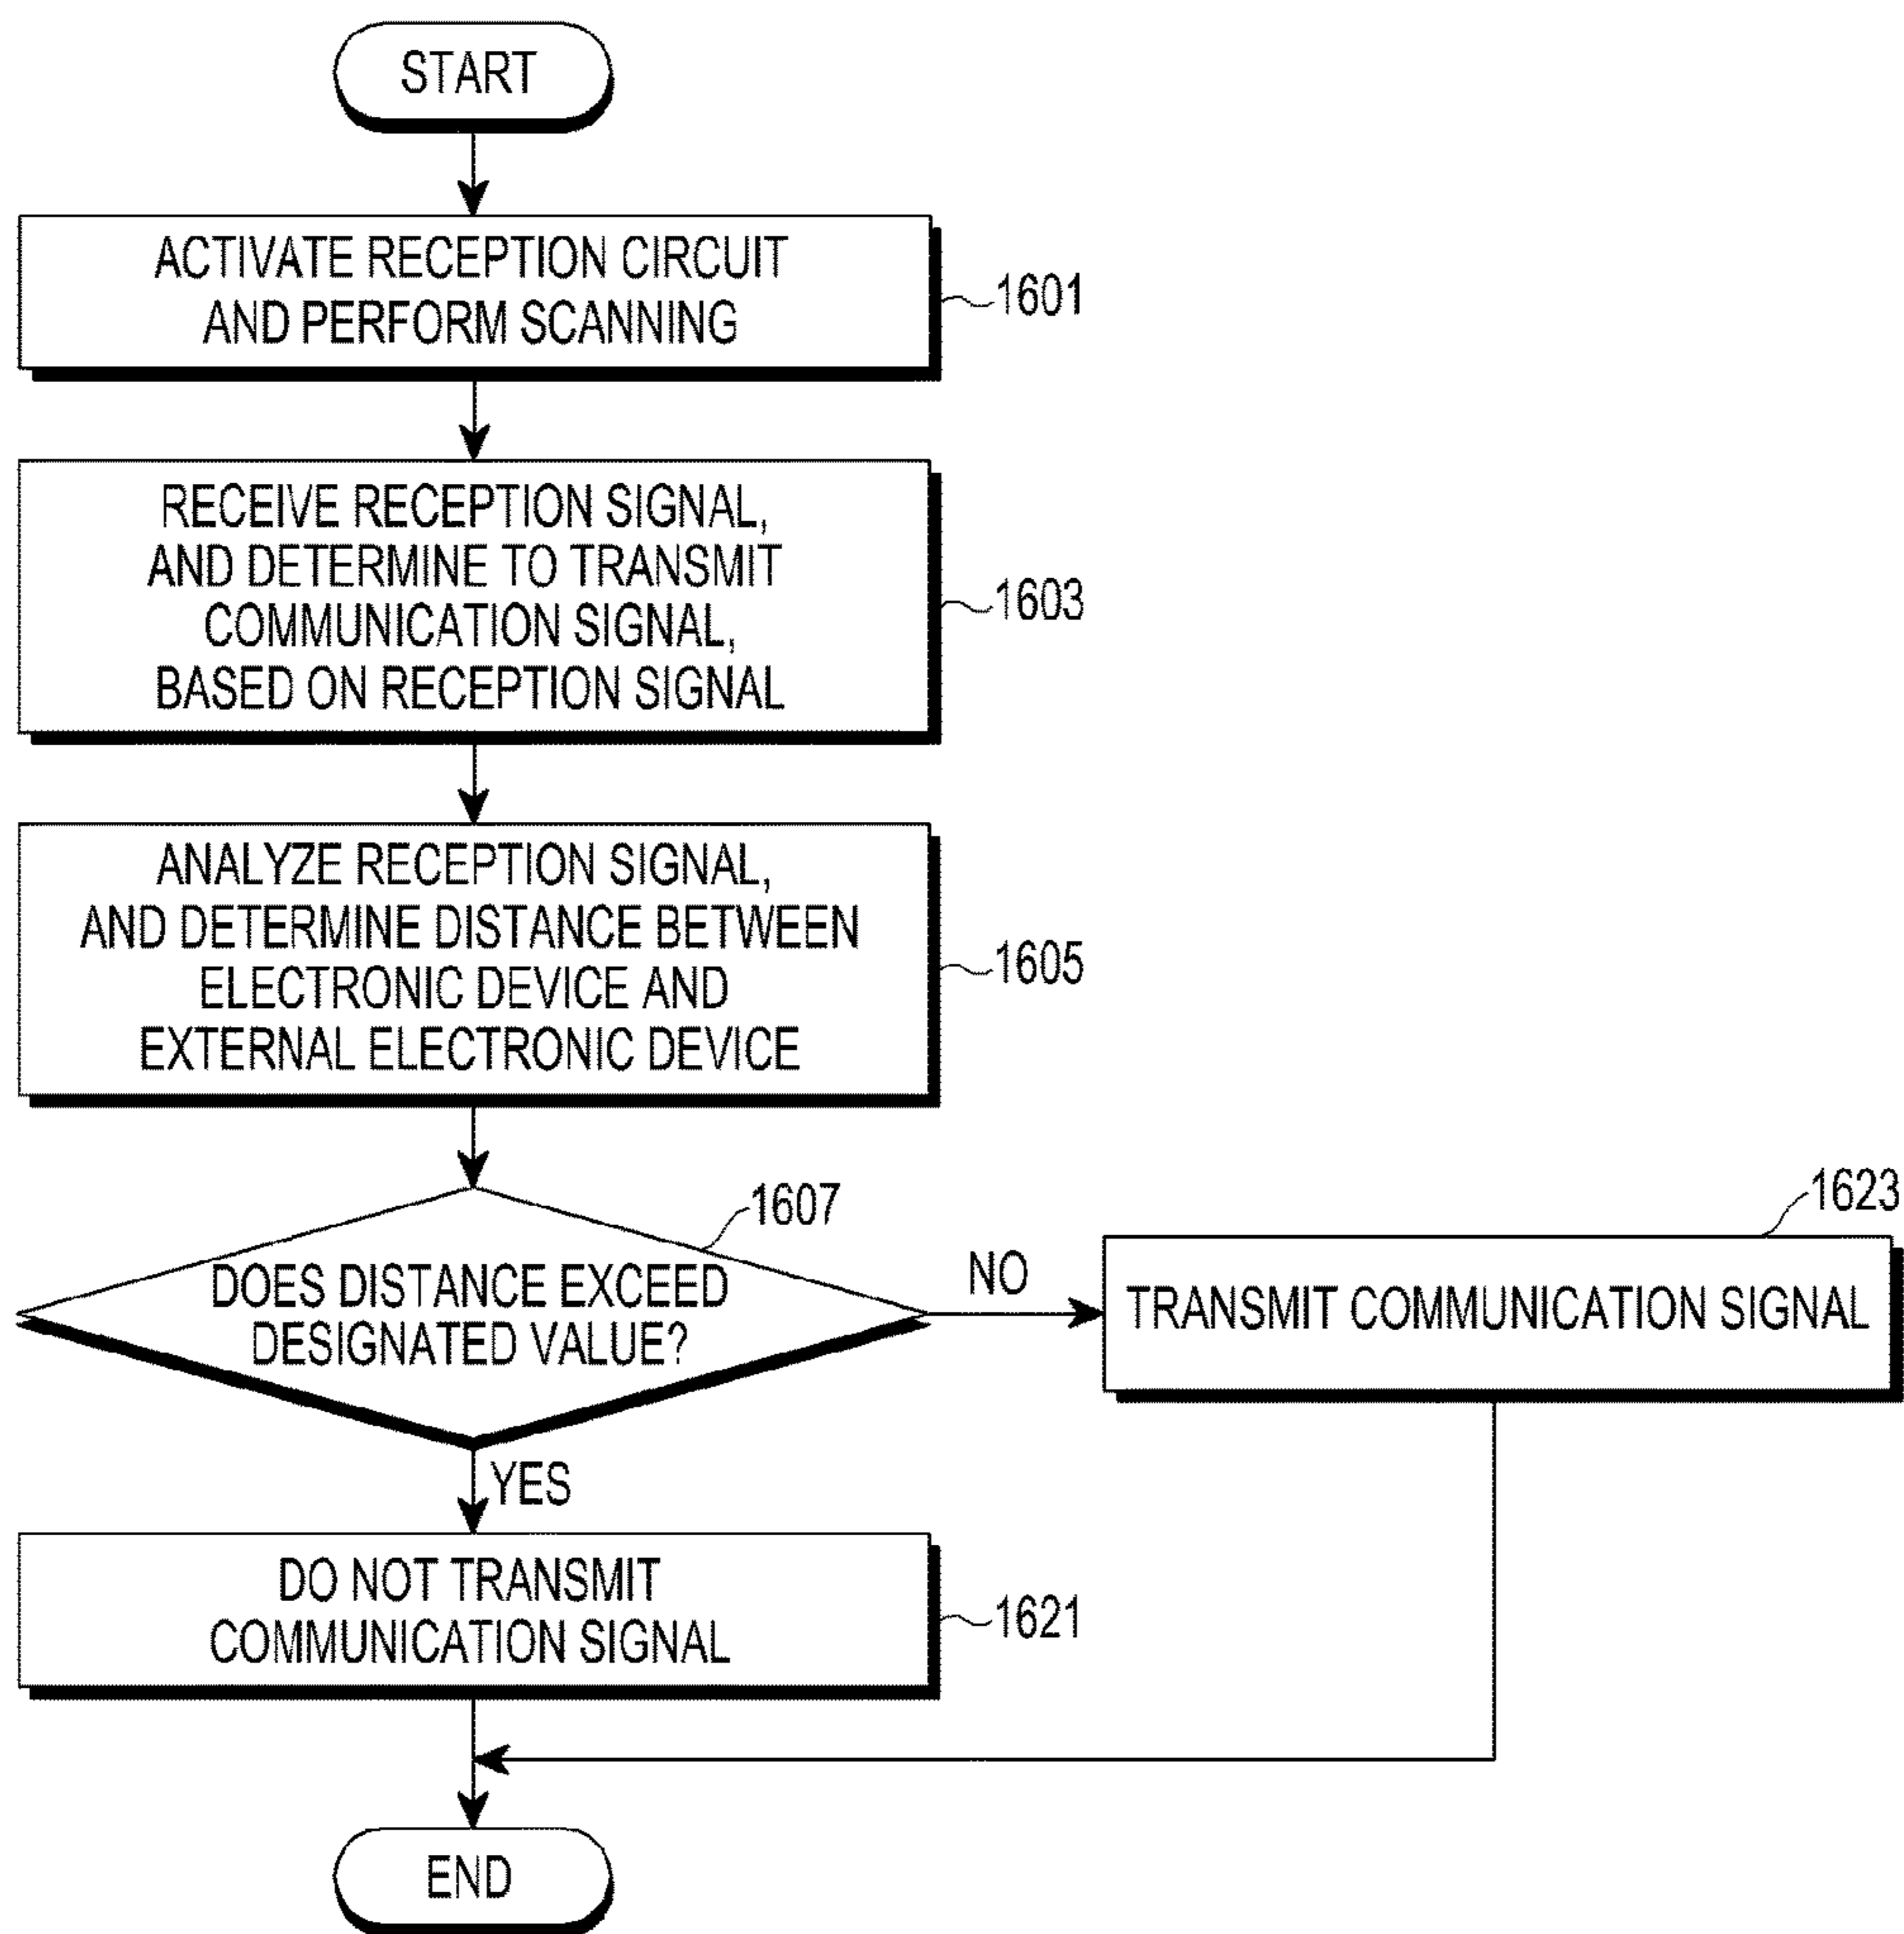 START
ACTIVATE RECEPTION CIRCUIT
AND PERFORM SCANNING
1601
RECEIVE RECEPTION SIGNAL,
AND DETERMINE TO TRANSMIT
COMMUNICATION SIGNAL,
BASED ON RECEPTION SIGNAL
1603
ANALYZE RECEPTION SIGNAL,
AND DETERMINE DISTANCE BETWEEN
ELECTRONIC DEVICE AND
EXTERNAL ELECTRONIC DEVICE
1605
1607
DOES DISTANCE EXCEED
DESIGNATED VALUE?
NO
1623
TRANSMIT COMMUNICATION SIGNAL
YES
DO NOT TRANSMIT
COMMUNICATION SIGNAL
1621
END